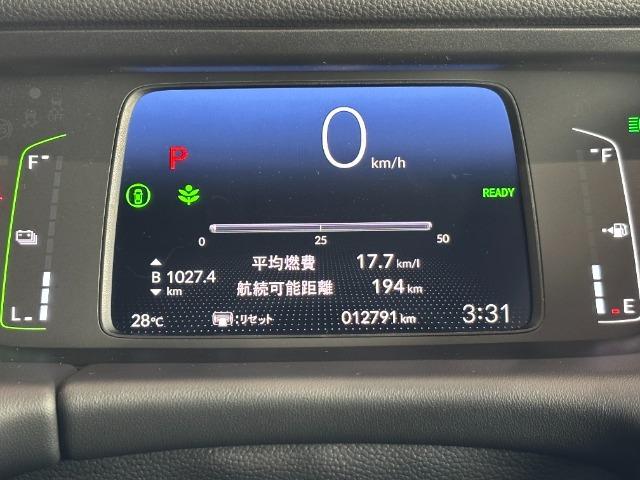 0 km/h
P
READY
0 25 50
平均燃費 17.7 km/l
B 1027.4 km
航続可能距離 194 km
28℃ :リセット 012791 km 3:31
F
L
F
E